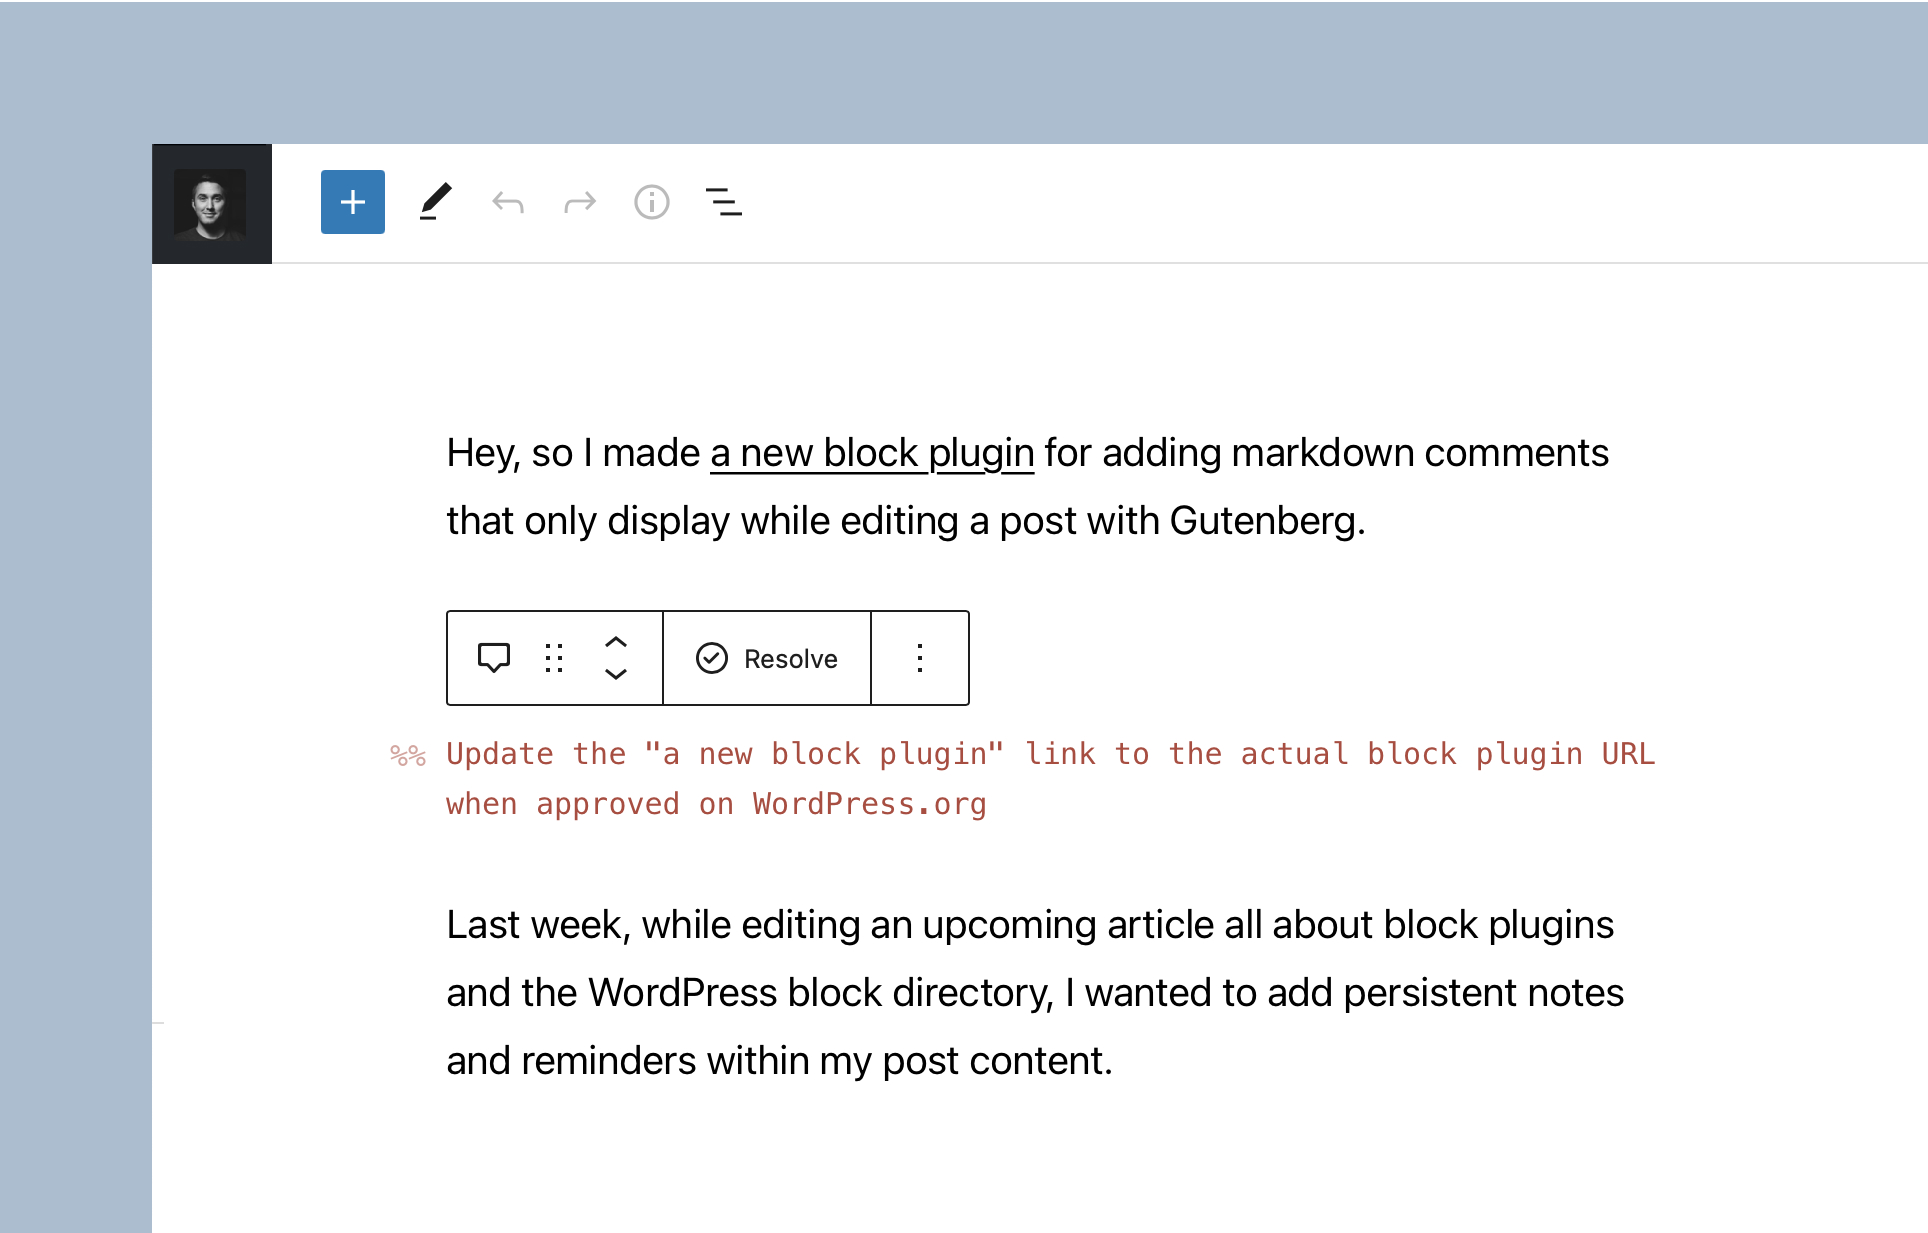 Hey, so I made a new block plugin for adding markdown comments
that only display while editing a post with Gutenberg.
Resolve
%% Update the "a new block plugin" link to the actual block plugin URL
when approved on WordPress.org
Last week, while editing an upcoming article all about block plugins
and the WordPress block directory, I wanted to add persistent notes
and reminders within my post content.